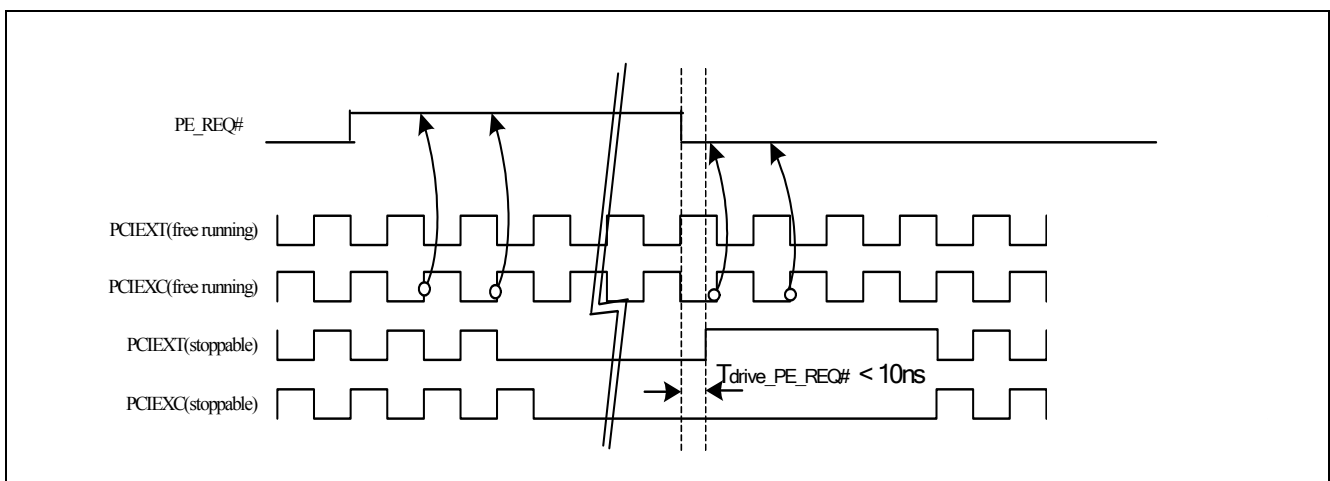 PE_REQ#
PCIEXT(free running)
PCIEXC(free running)
PCIEXT(stoppable)
Tdrive_PE_REQ# < 10ns
PCIEXC(stoppable)